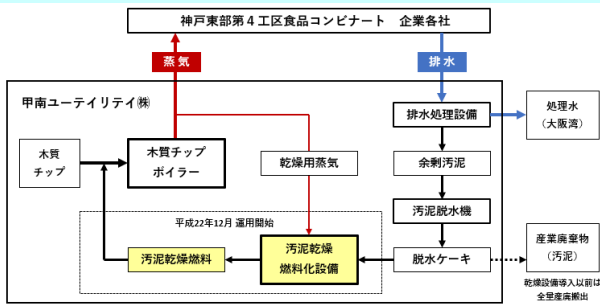 神戸東部第４工区食品コンビナート　企業各社
蒸 気
排 水
甲南ユーテイリテイ㈱
排水処理設備
処理水
（大阪湾）
木質
チップ
木質チップ
ボイラー
乾燥用蒸気
余剰汚泥
汚泥脱水機
平成22年12月 運用開始
汚泥乾燥燃料
汚泥乾燥
燃料化設備
脱水ケーキ
産業廃棄物
（汚泥）
乾燥設備導入以前は
全量産廃搬出